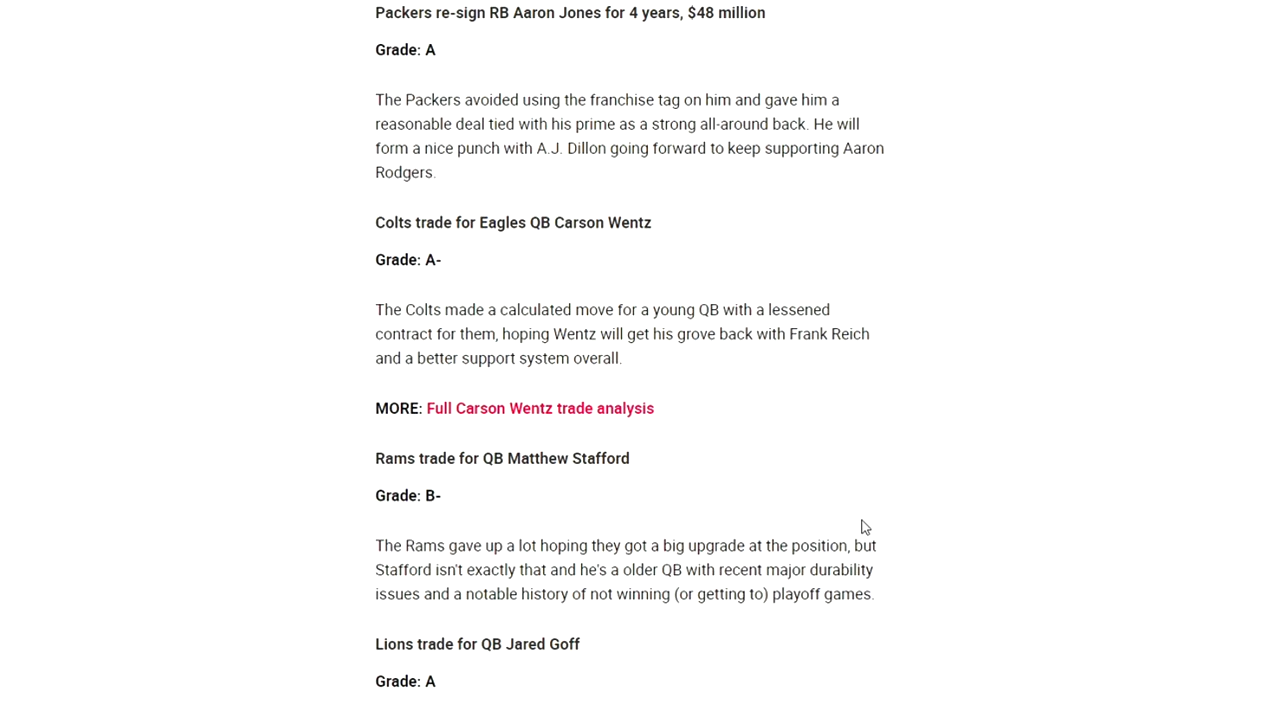 Packers re-sign RB Aaron Jones for 4 years, $48 million
Grade: A
The Packers avoided using the franchise tag on him and gave him a
reasonable deal tied with his prime as a strong all-around back. He will
form a nice punch with A.J. Dillon going forward to keep supporting Aaron
Rodgers.
Colts trade for Eagles QB Carson Wentz
Grade: A-
The Colts made a calculated move for a young QB with a lessened
contract for them, hoping Wentz will get his grove back with Frank Reich
and a better support system overall.
MORE: Full Carson Wentz trade analysis
Rams trade for QB Matthew Stafford
Grade: B-
The Rams gave up a lot hoping they got a big upgrade at the position, but
Stafford isn't exactly that and he's a older QB with recent major durability
issues and a notable history of not winning (or getting to) playoff games.
Lions trade for QB Jared Goff
Grade: A